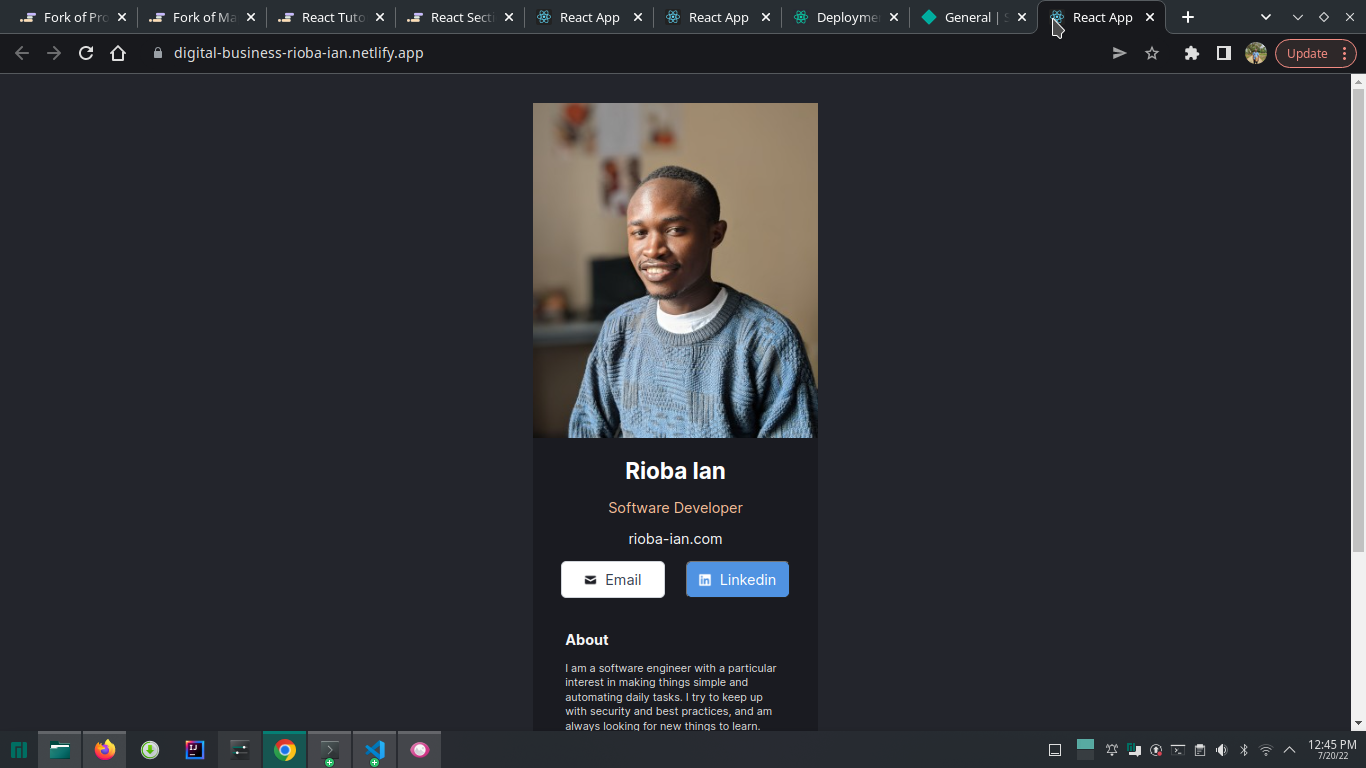 Fork of Pro
Fork of Ma
React Tuto
React Secti
React App
React App
Deployme
General | S
React App
digital-business-rioba-ian.netlify.app
Update
Rioba Ian
Software Developer
rioba-ian.com
Email
in Linkedin
About
I am a software engineer with a particular
interest in making things simple and
automating daily tasks. I try to keep up
with security and best practices, and am
always looking for new things to learn.
12:45 PM
7/20/22